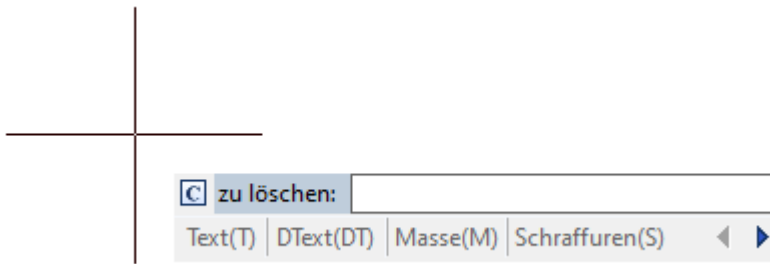 C zu löschen:
Text(T) DText(DT) Masse(M) Schraffuren(S)